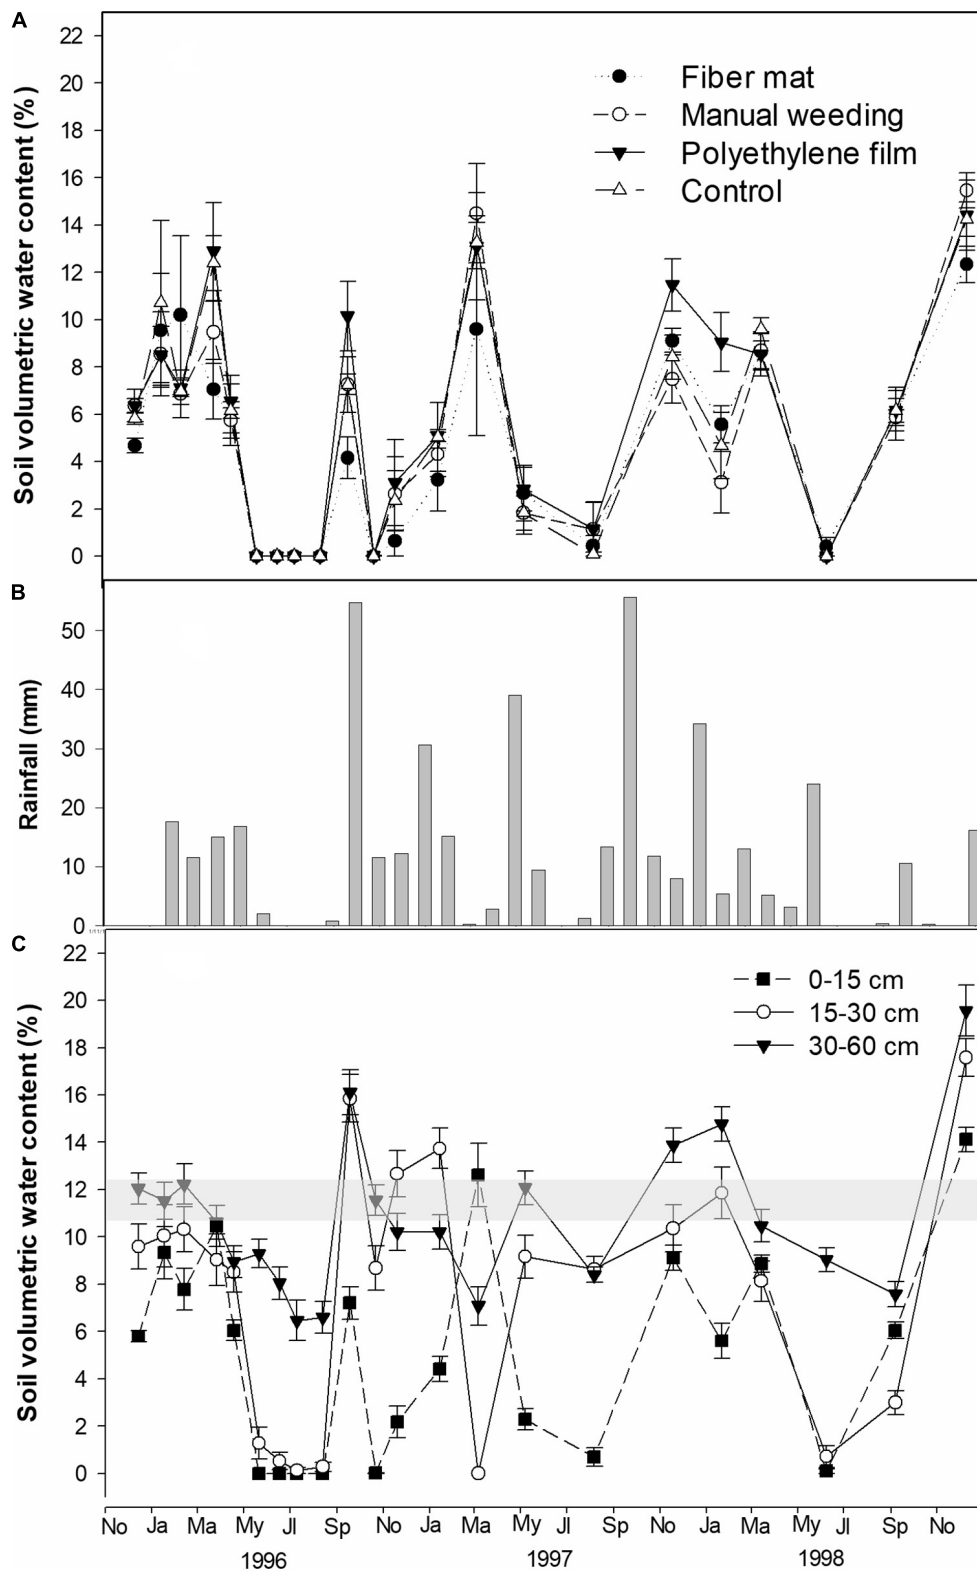 A
Soil volumetric water content (%)
22
20
18
16
14
12
10
8
6
4
2
0
Fiber mat
Manual weeding
Polyethylene film
Control
B
Rainfall (mm)
50
40
30
20
10
0
C
Soil volumetric water content (%)
22
20
18
16
14
12
10
8
6
4
2
0
0-15 cm
15-30 cm
30-60 cm
No Ja Ma My Jl Sp No Ja Ma My Jl No Ja Ma My Jl Sp No
1996 1997 1998